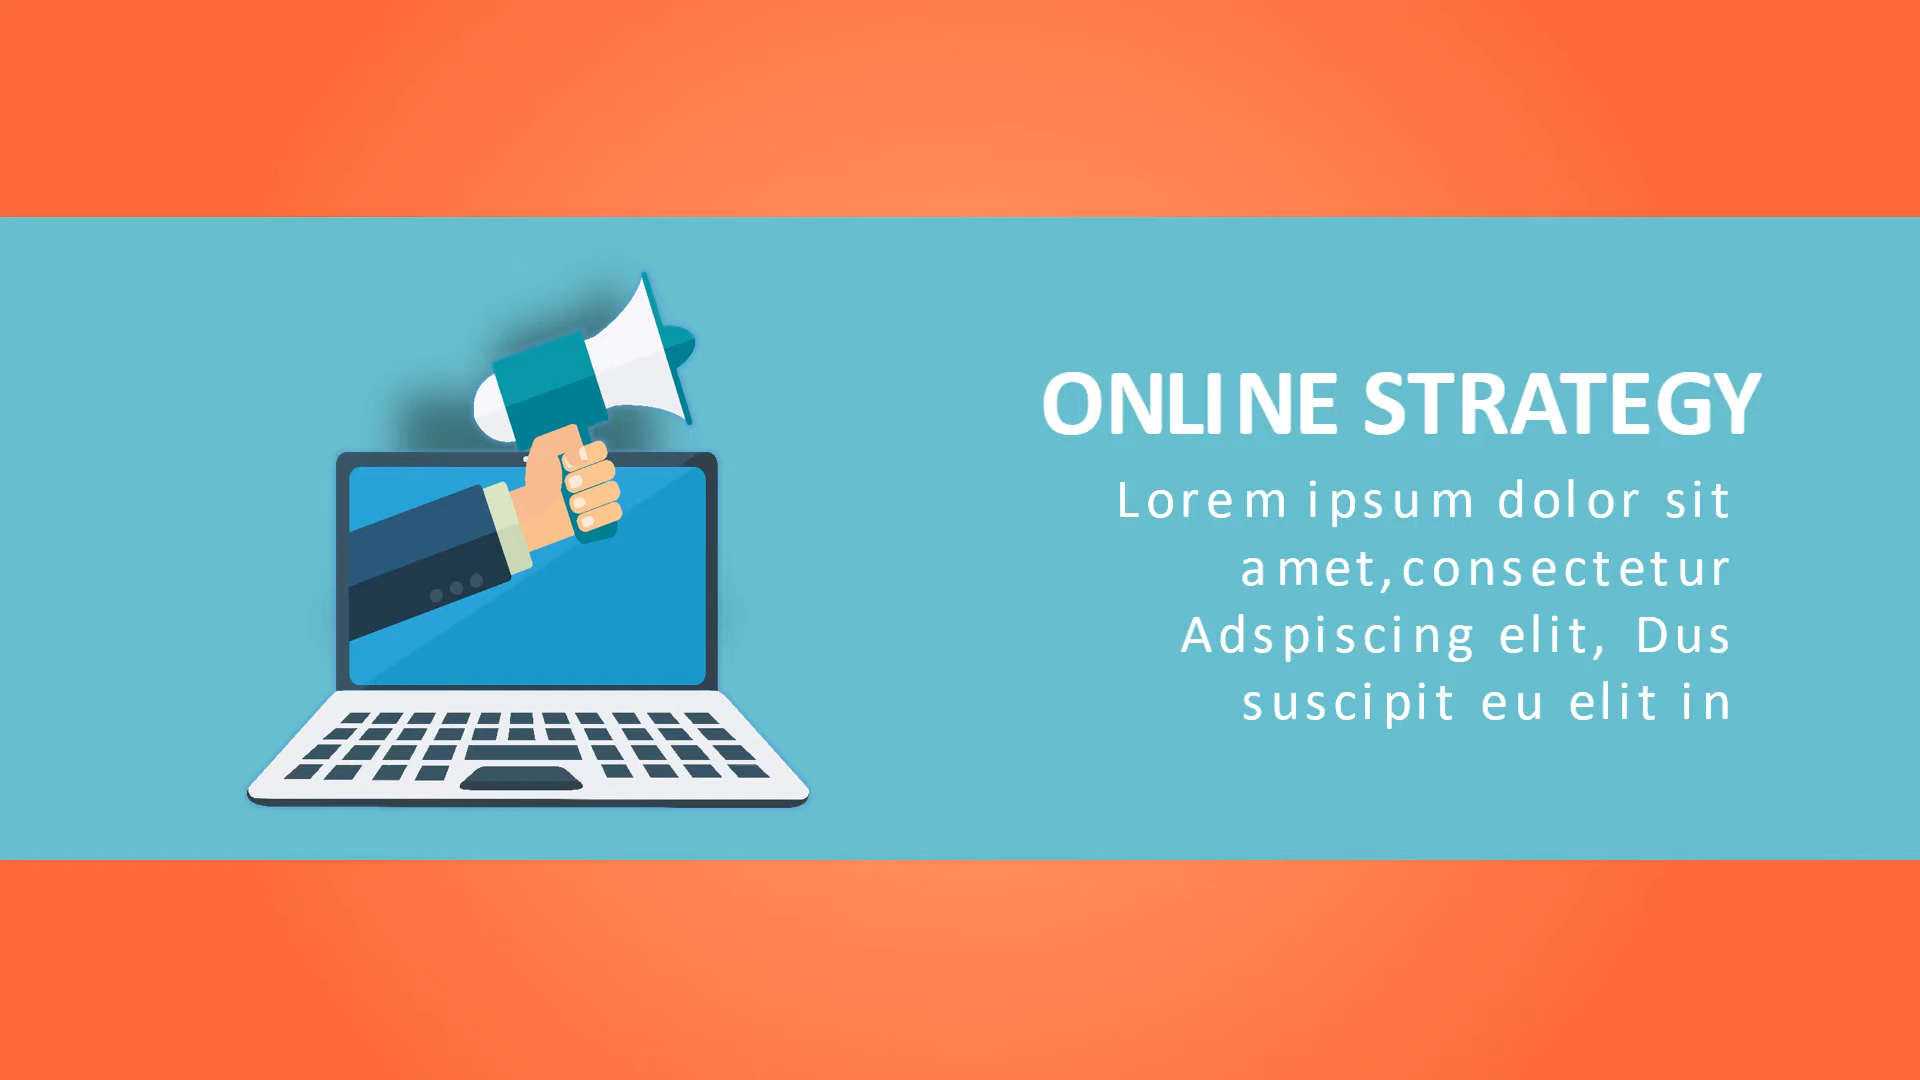 ONLINE STRATEGY
Lorem ipsum dolor sit
amet,consectetur
Adspiscing elit, Dus
suscipit eu elit in